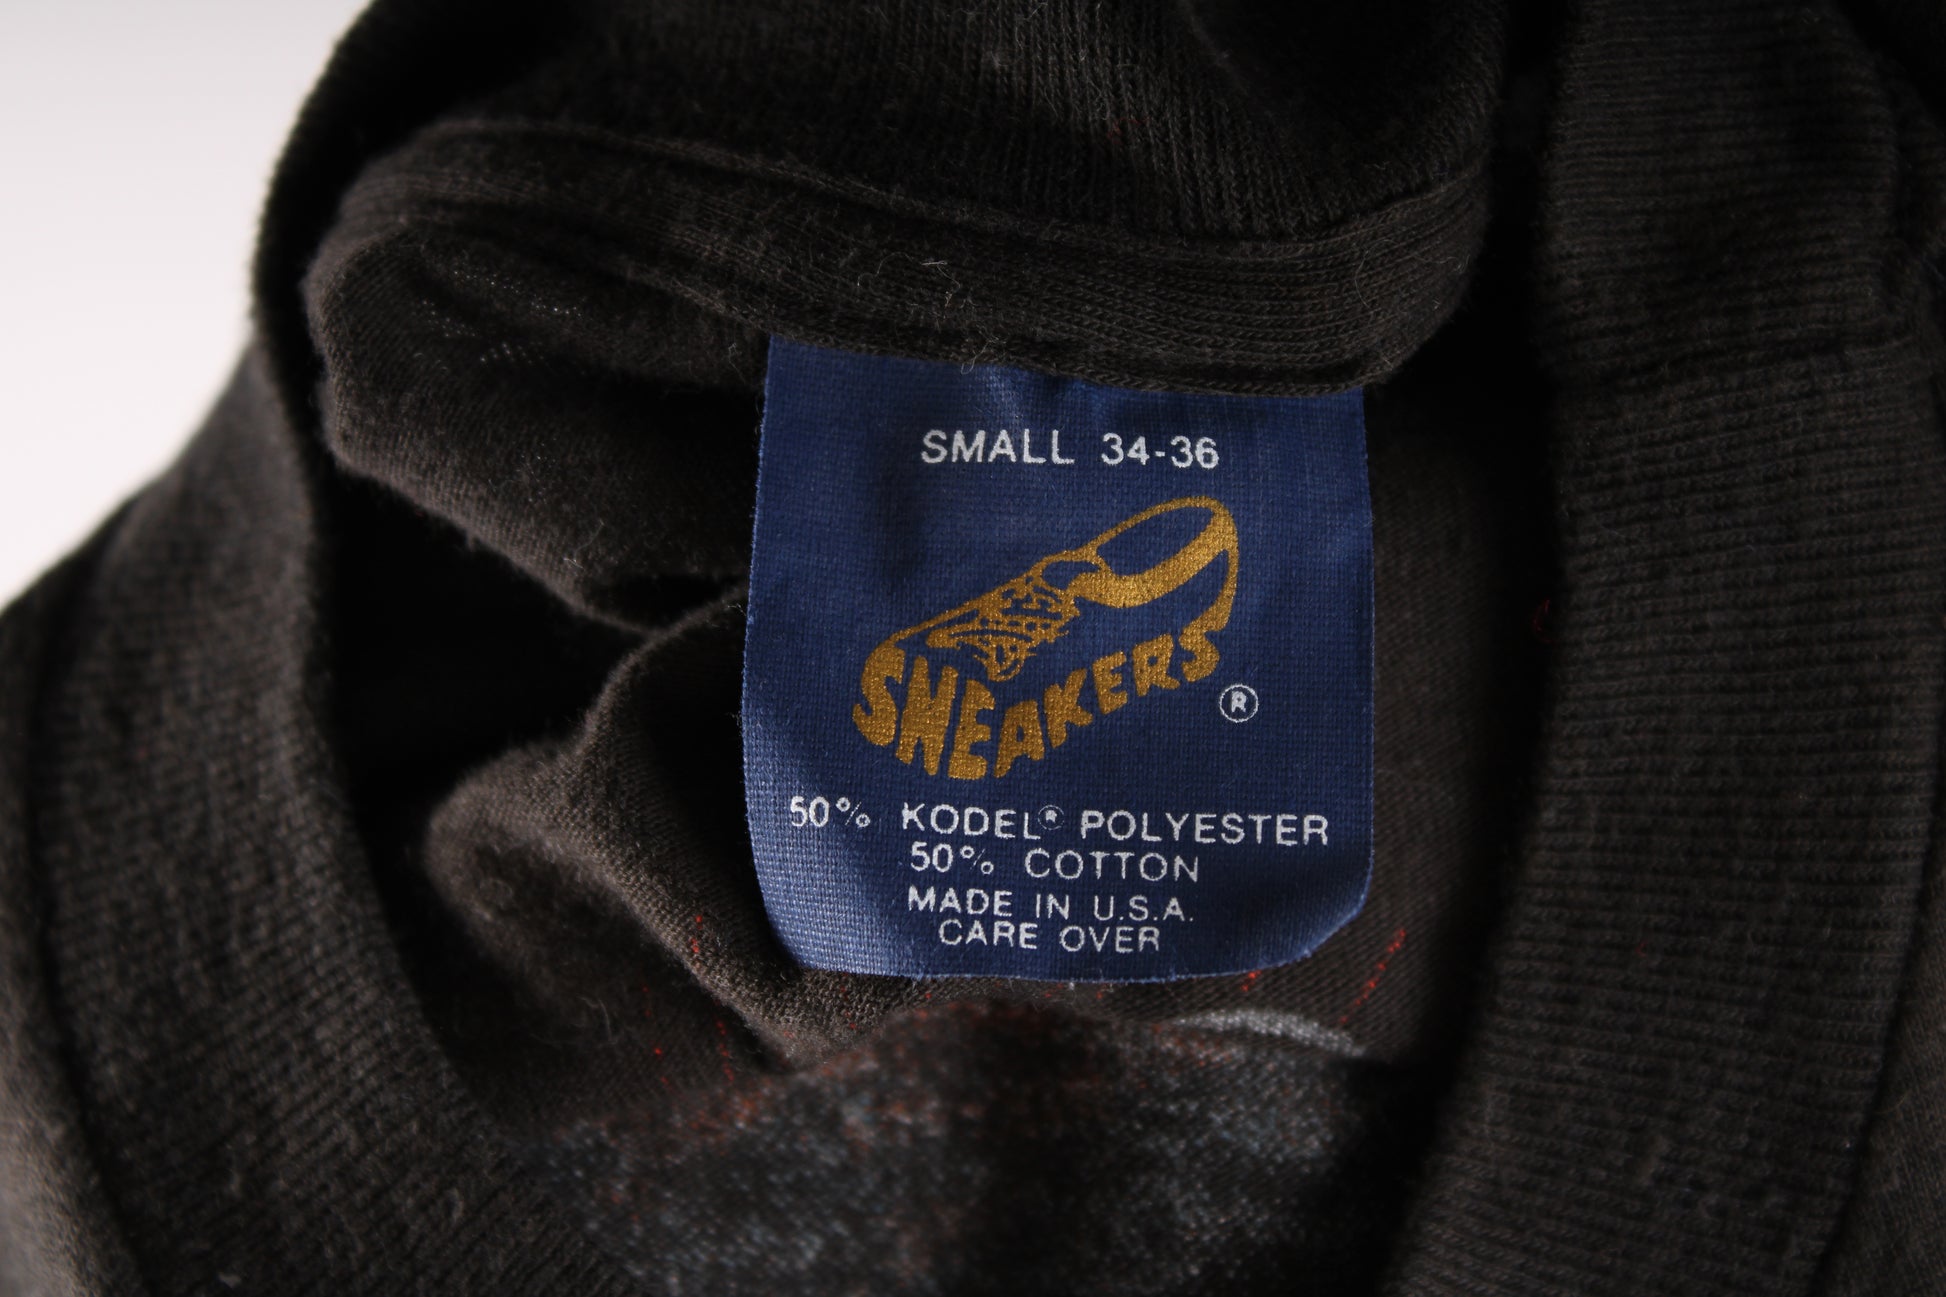 SMALL 34-36
SNEAKERS ®
50% KODEL® POLYESTER
50% COTTON
MADE IN U.S.A.
CARE OVER